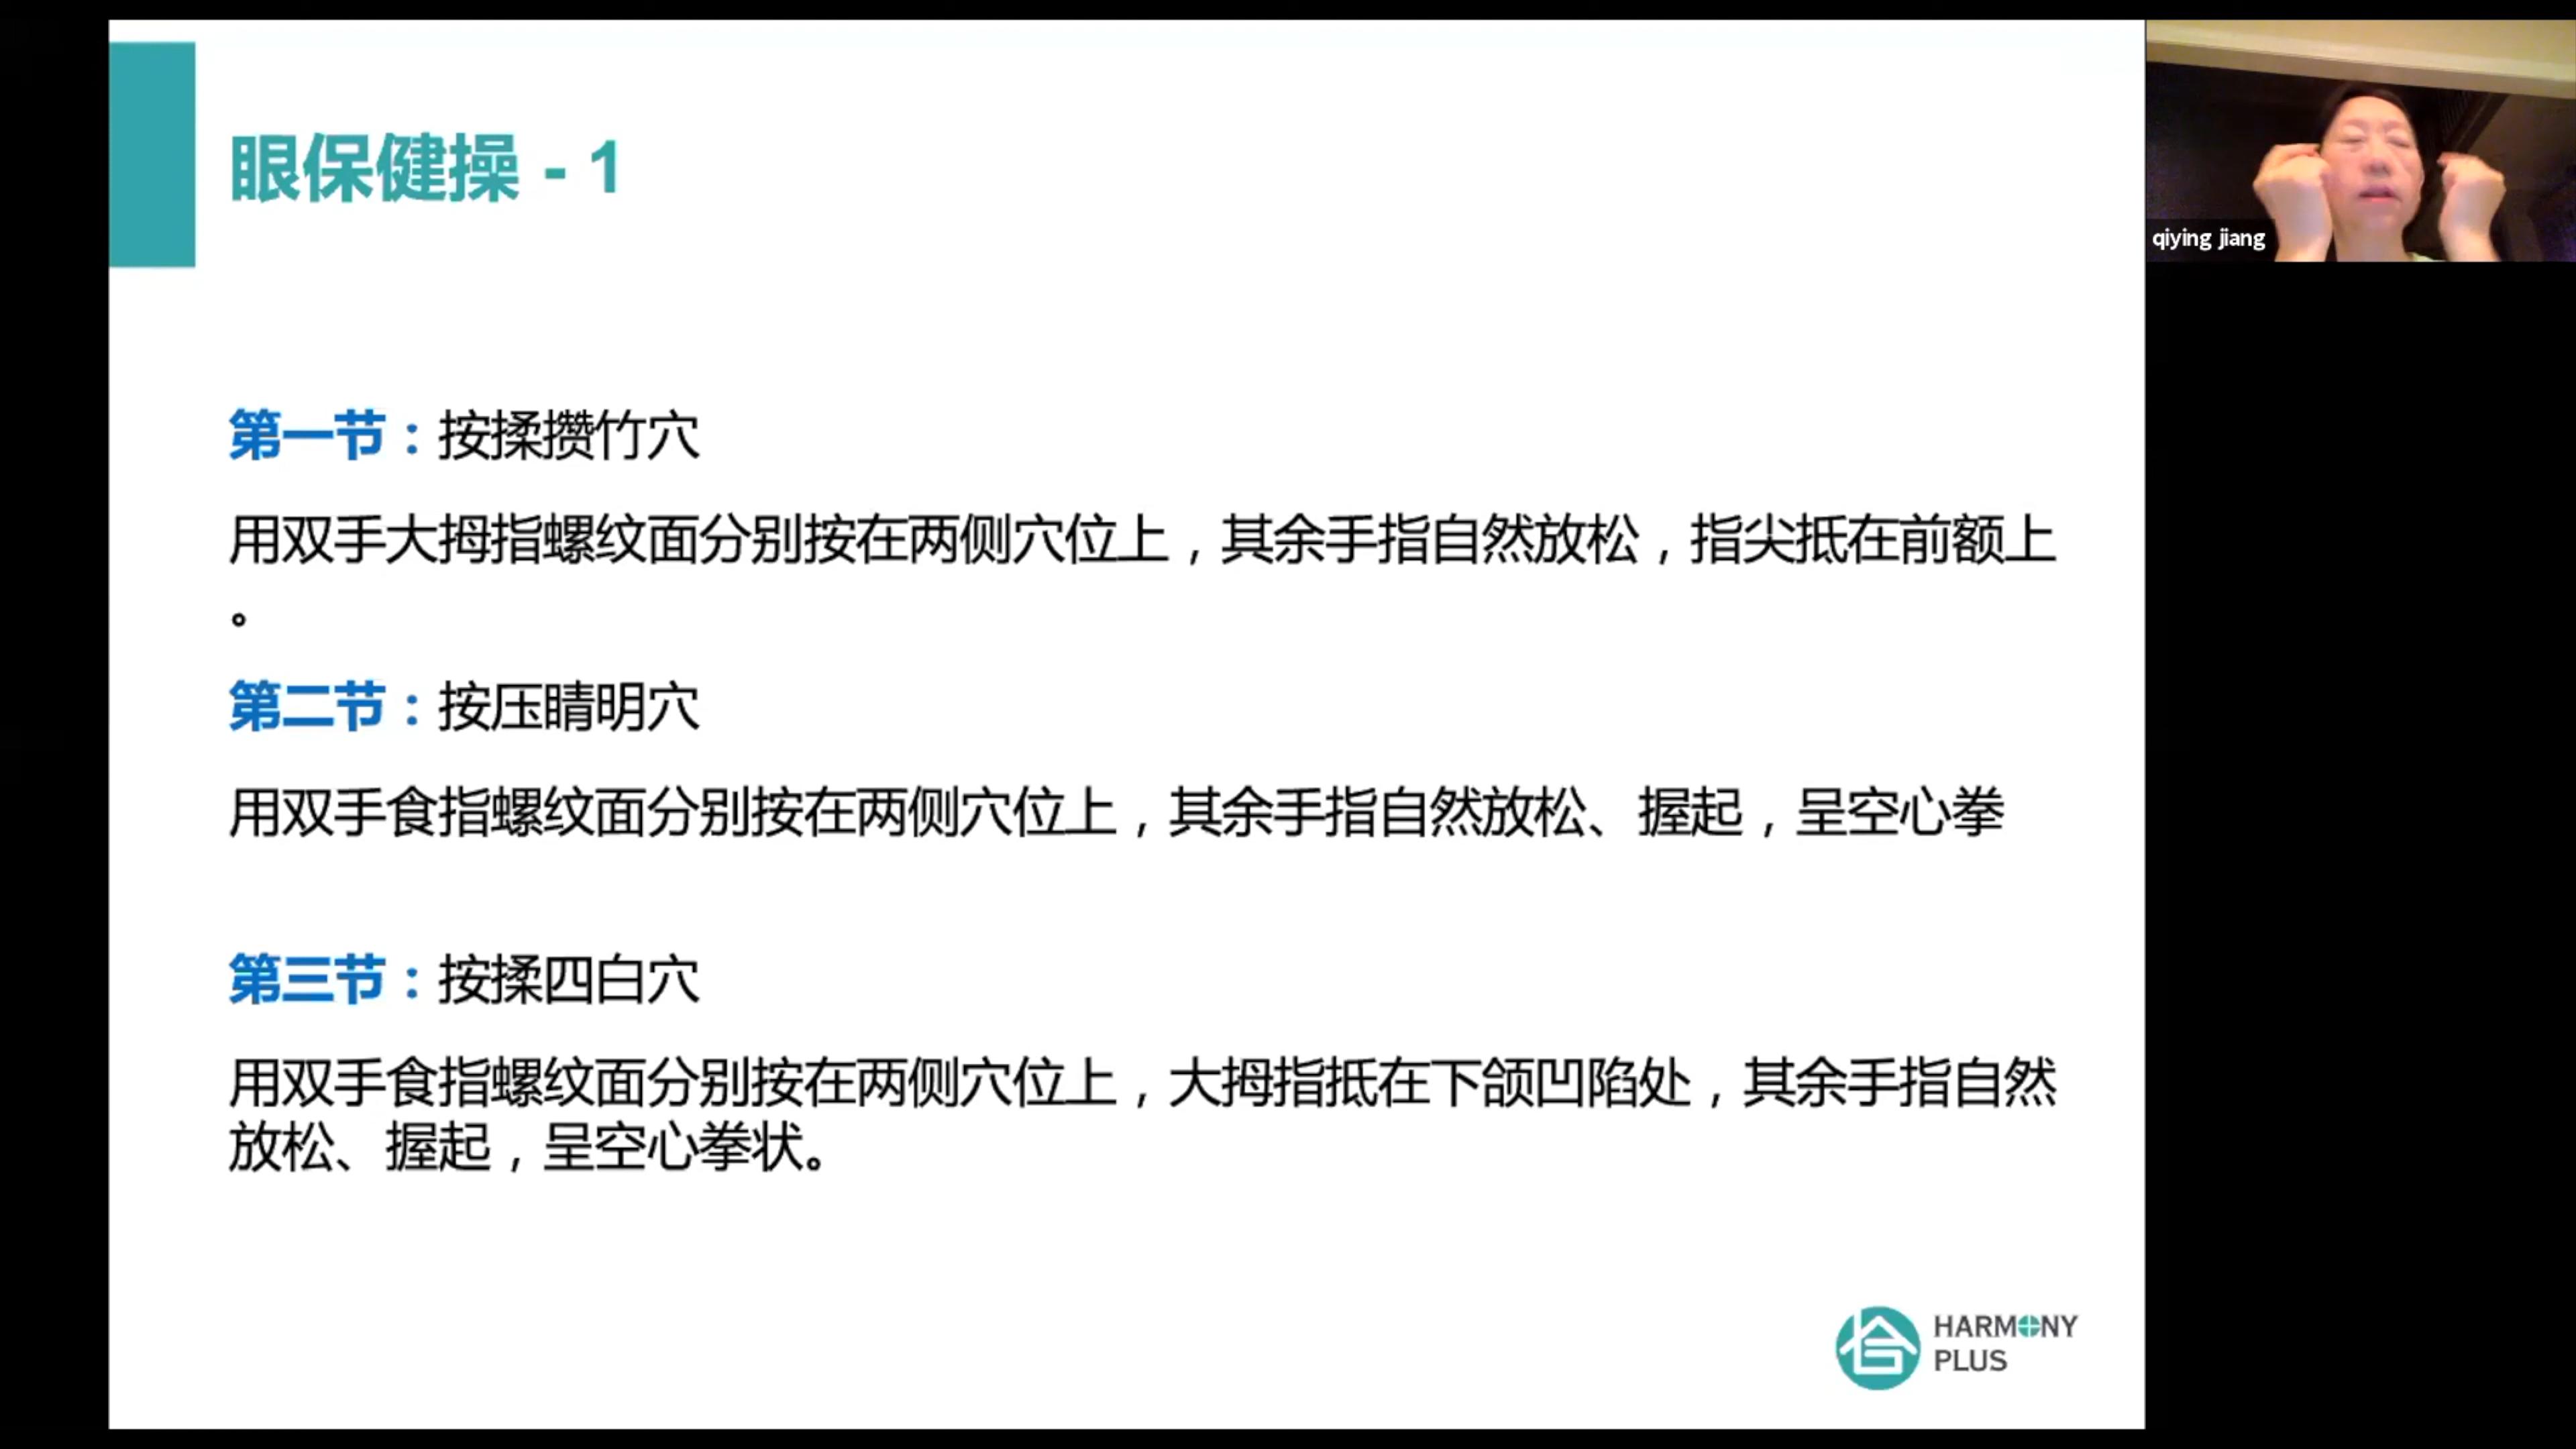 眼保健操 - 1
qiying jiang
第一节：按揉攒竹穴
用双手大拇指螺纹面分别按在两侧穴位上，其余手指自然放松，指尖抵在前额上
。
第二节：按压睛明穴
用双手食指螺纹面分别按在两侧穴位上，其余手指自然放松、握起，呈空心拳
第三节：按揉四白穴
用双手食指螺纹面分别按在两侧穴位上，大拇指抵在下颌凹陷处，其余手指自然
放松、握起，呈空心拳状。
HARMONY
PLUS